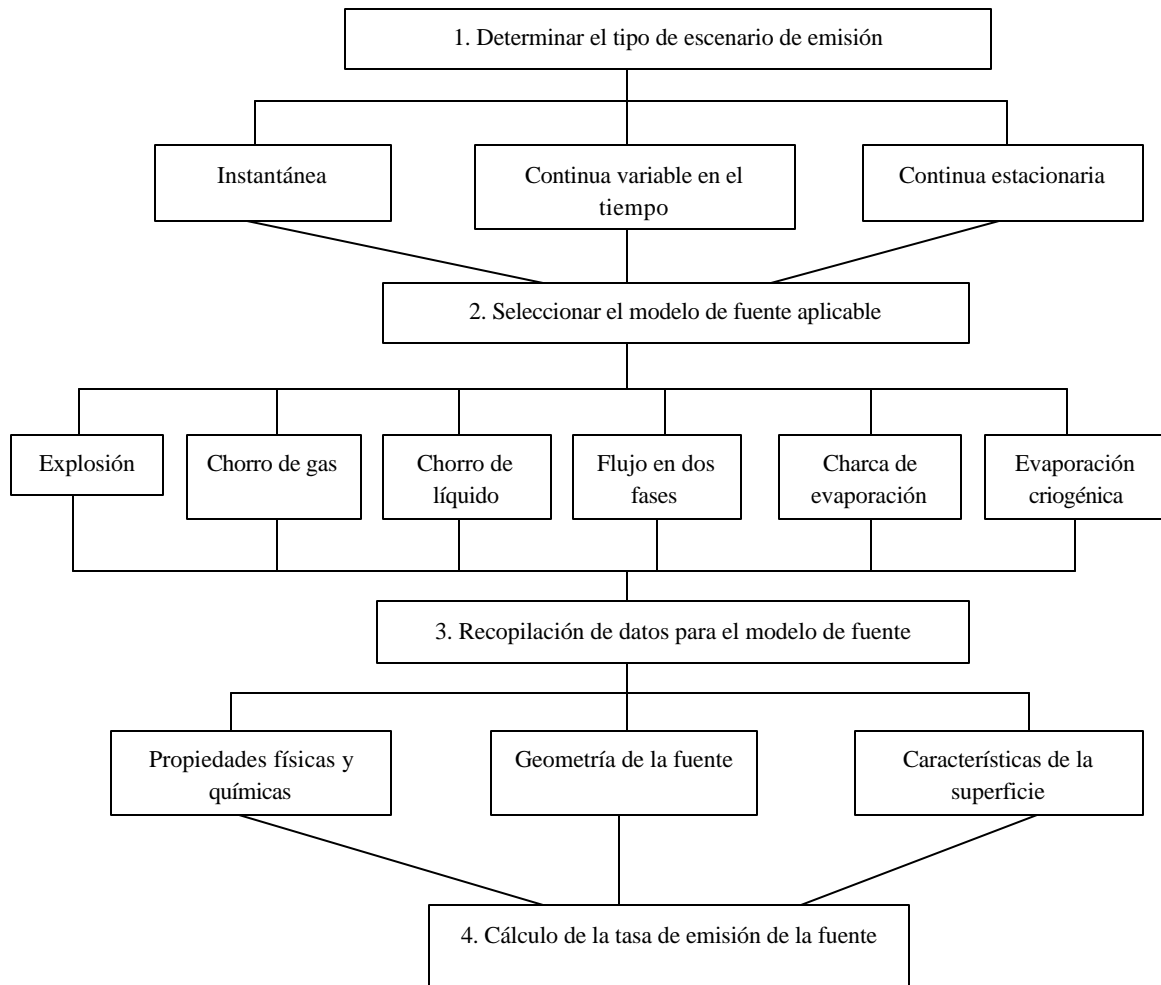 1. Determinar el tipo de escenario de emisión
Instantánea
Continua variable en el
tiempo
Continua estacionaria
2. Seleccionar el modelo de fuente aplicable
Explosión
Chorro de gas
Chorro de
líquido
Flujo en dos
fases
Charca de
evaporación
Evaporación
criogénica
3. Recopilación de datos para el modelo de fuente
Propiedades físicas y
químicas
Geometría de la fuente
Característícas de la
superficie
4. Cálculo de la tasa de emisión de la fuente